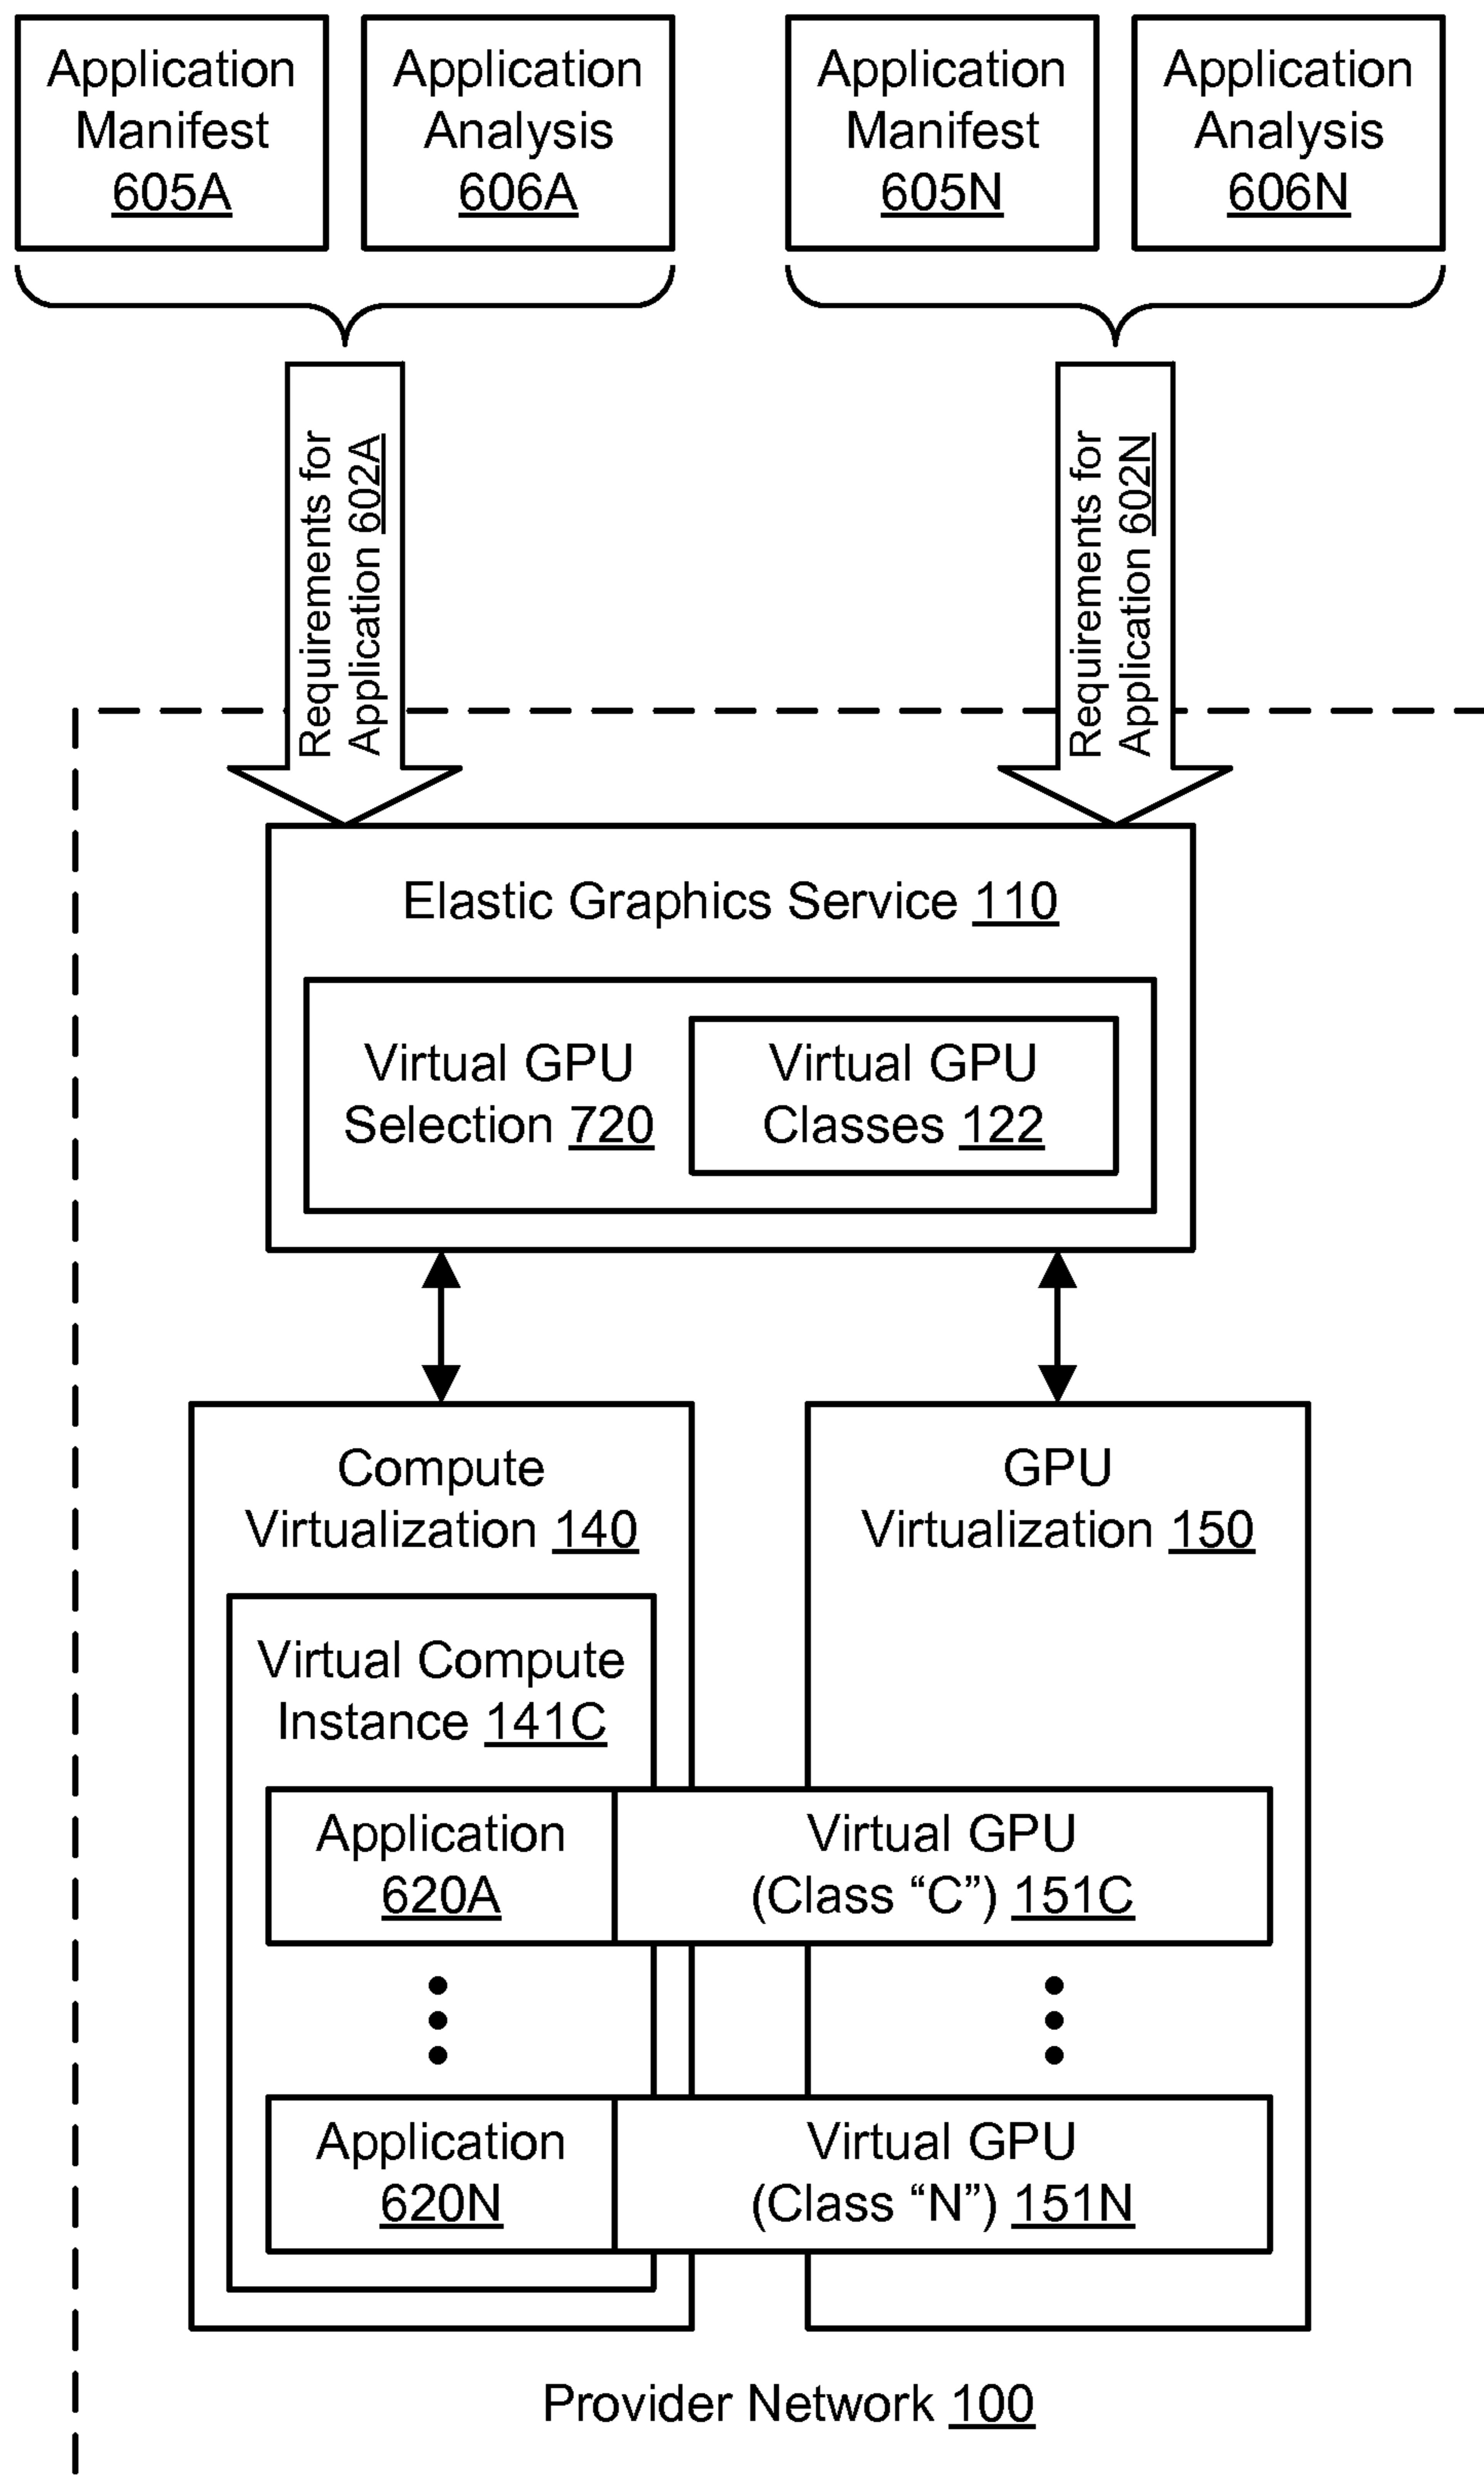 Application
Manifest
605A
Application
Analysis
606A
Application
Manifest
605N
Application
Analysis
606N
Requirements for
Application 602A
Requirements for
Application 602N
Elastic Graphics Service 110
Virtual GPU
Selection 720
Virtual GPU
Classes 122
Compute
Virtualization 140
GPU
Virtualization 150
Virtual Compute
Instance 141C
Application
620A
Virtual GPU
(Class “C”) 151C
Application
620N
Virtual GPU
(Class “N”) 151N
Provider Network 100